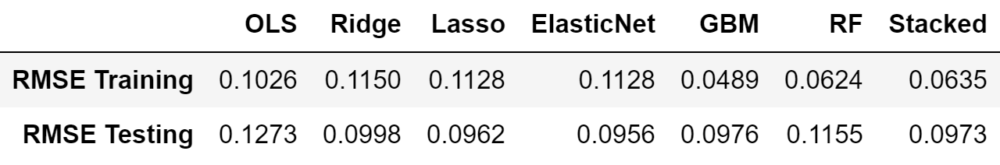 OLS Ridge Lasso ElasticNet GBM RF Stacked
RMSE Training 0.1026 0.1150 0.1128 0.1128 0.0489 0.0624 0.0635
RMSE Testing 0.1273 0.0998 0.0962 0.0956 0.0976 0.1155 0.0973